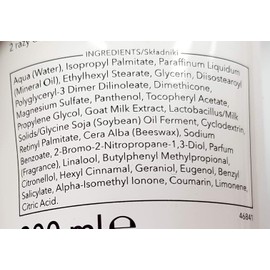 2 razy
INGREDIENTS/Składniki
Aqua (Water), Isopropyl Palmitate, Paraffinum Liquidum
(Mineral Oil), Ethylhexyl Stearate, Glycerin, Diisostearoyl
Polyglyceryl-3 Dimer Dilinoleate, Dimethicone,
Magnesium Sulfate, Panthenol, Tocopheryl Acetate,
Propylene Glycol, Goat Milk Extract, Lactobacillus/Milk
Solids/Glycine Soja (Soybean) Oil Ferment, Cyclodextrin,
Retinyl Palmitate, Cera Alba (Beeswax), Sodium
Benzoate, 2-Bromo-2-Nitropropane-1,3-Diol, Parfum
(Fragrance), Linalool, Butylphenyl Methylpropional,
Citronellol, Hexyl Cinnamal, Geraniol, Eugenol, Benzyl
Salicylate, Alpha-Isomethyl Ionone, Coumarin, Limonene,
Citric Acid.
46841
ml e